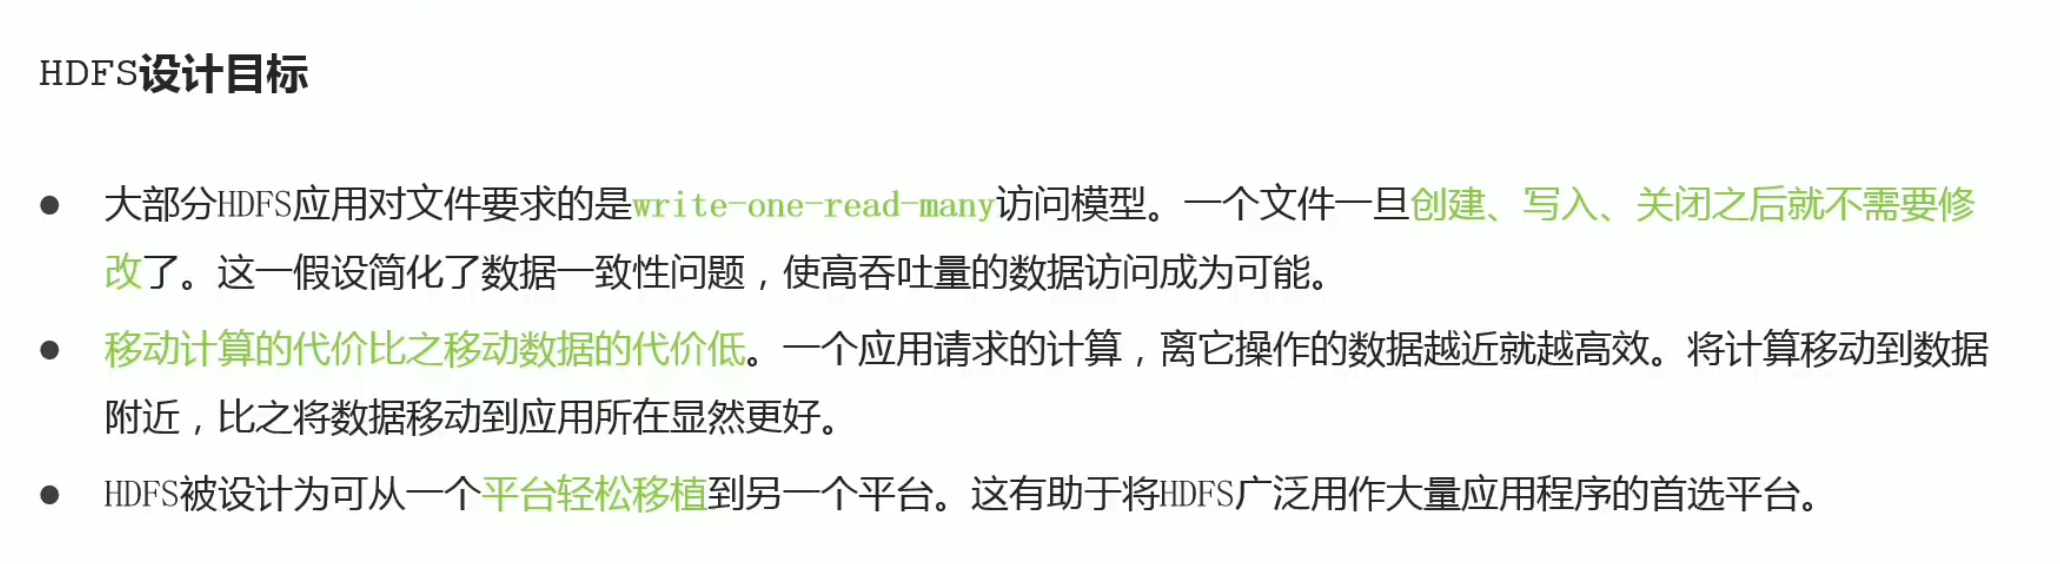 HDFS设计目标
● 大部分HDFS应用对文件要求的是write-one-read-many访问模型。一个文件一旦创建、写入、关闭之后就不需要修
改了。这一假设简化了数据一致性问题，使高吞吐量的数据访问成为可能。
● 移动计算的代价比之移动数据的代价低。一个应用请求的计算，离它操作的数据越近就越高效。将计算移动到数据
附近，比之将数据移动到应用所在显然更好。
● HDFS被设计为可从一个平台轻松移植到另一个平台。这有助于将HDFS广泛用作大量应用程序的首选平台。